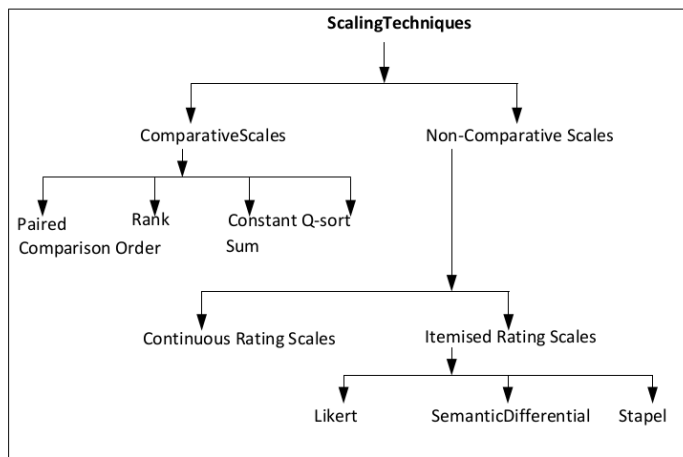 ScalingTechniques
ComparativeScales Non-Comparative Scales
Paired Rank Constant Q-sort
Comparison Order Sum
Continuous Rating Scales Itemised Rating Scales
Likert SemanticDifferential Stapel